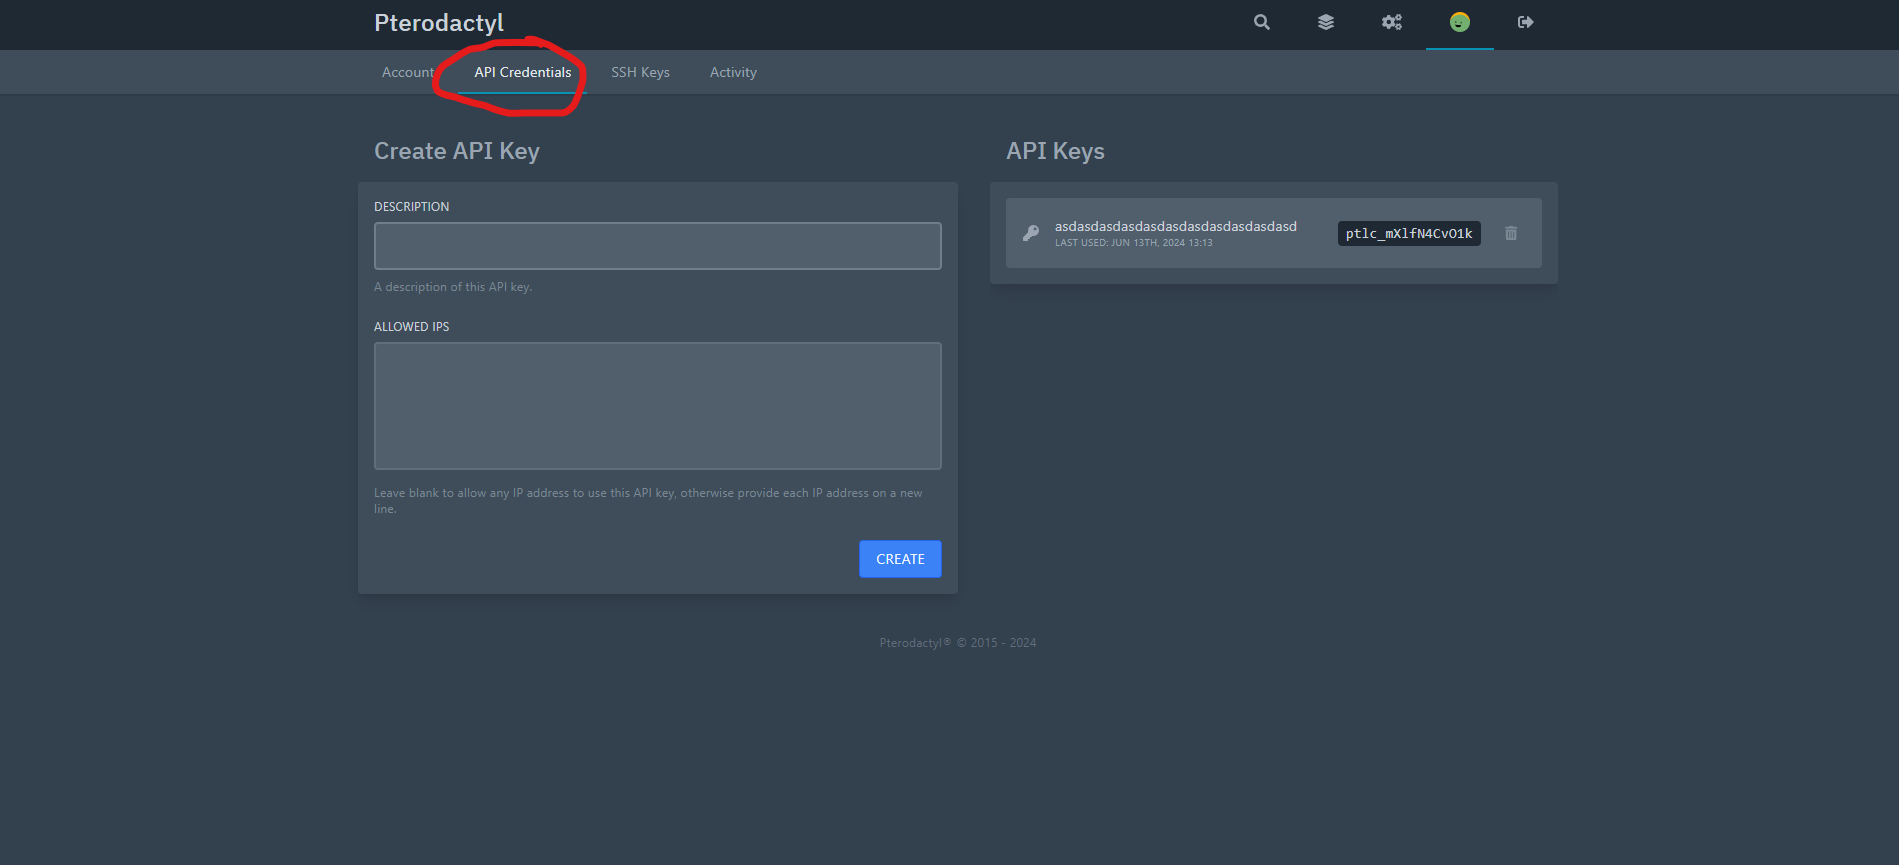 Pterodactyl
Account API Credentials SSH Keys Activity
Create API Key
DESCRIPTION
A description of this API key.
ALLOWED IPS
Leave blank to allow any IP address to use this API key, otherwise provide each IP address on a new
line.
CREATE
API Keys
asdasdasdasdasdasdasdasdasdasdasd
LAST USED: JUN 13TH, 2024 13:13
ptlc_mXlfN4CvO1k
Pterodactyl® © 2015 - 2024